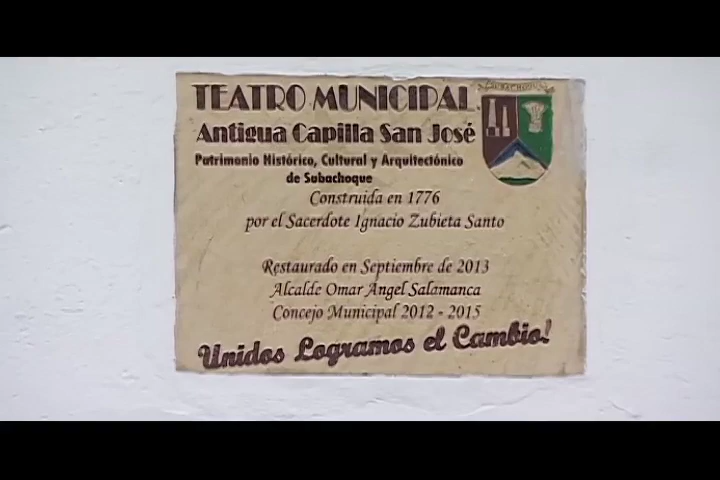 TEATRO MUNICIPAL
Antigua Capilla San José
Patrimonio Histórico, Cultural y Arquitectónico
de Subachoque
Construida en 1776
por el Sacerdote Ignacio Zubieta Santo
Restaurado en Septiembre de 2013
Alcalde Omar Angel Salamanca
Concejo Municipal 2012 - 2015
Unidos Logramos el Cambio!
SUBACHOQUE